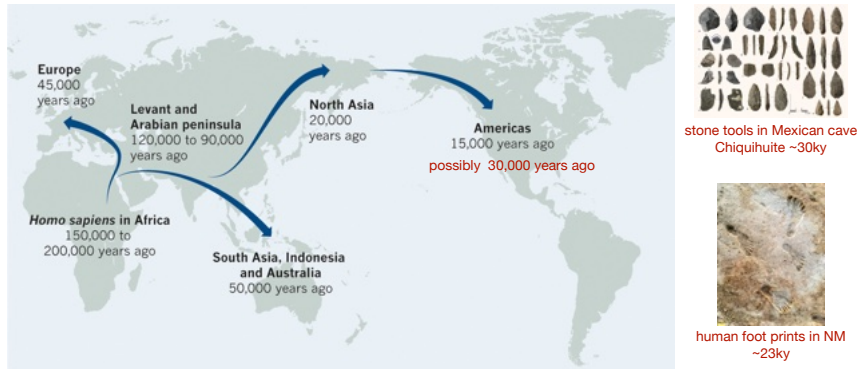 Europe
45,000
years ago
Levant and
Arabian peninsula
120,000 to 90,000
years ago
North Asia
20,000
years ago
Americas
15,000 years ago
possibly 30,000 years ago
Homo sapiens in Africa
150,000 to
200,000 years ago
South Asia, Indonesia
and Australia
50,000 years ago
stone tools in Mexican cave
Chiquihuite ~30ky
human foot prints in NM
~23ky